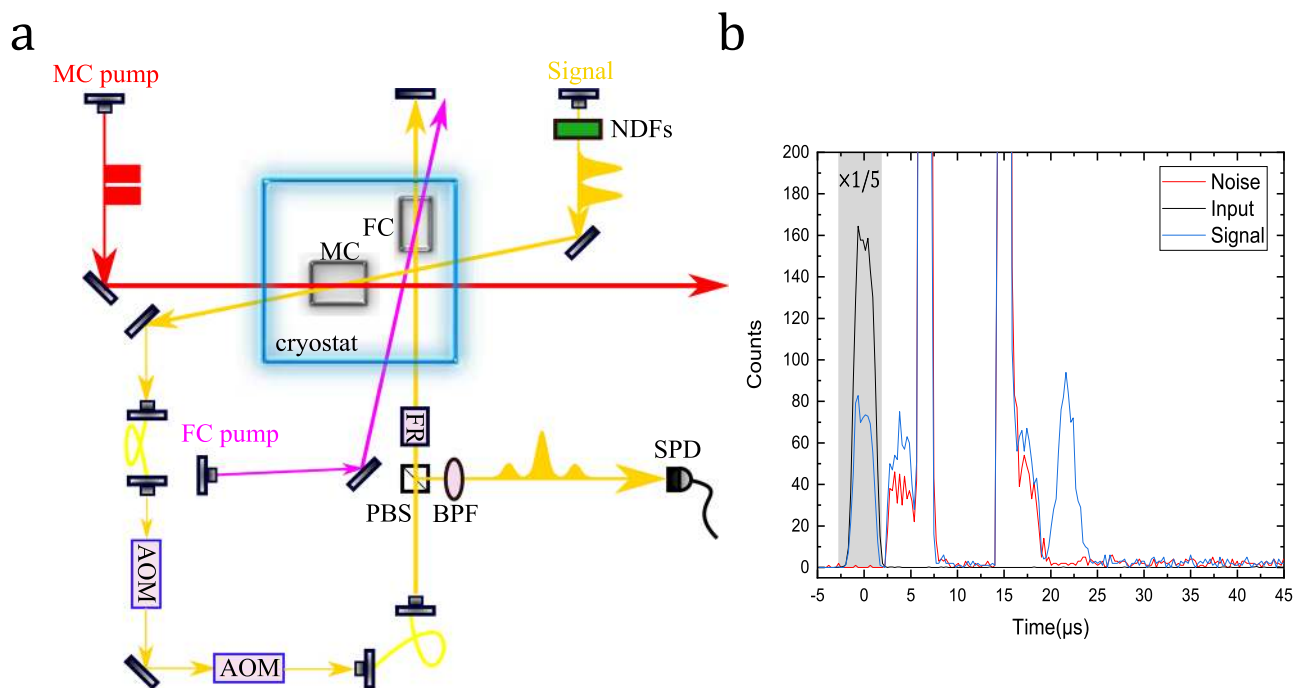 a
MC pump
Signal
NDFs
FC
MC
cryostat
FR
FC pump
SPD
PBS
BPF
AOM
AOM
b
×1/5
Noise
Input
Signal
200
180
160
140
120
100
80
60
40
20
0
Counts
-5 0 5 10 15 20 25 30 35 40 45
Time(μs)